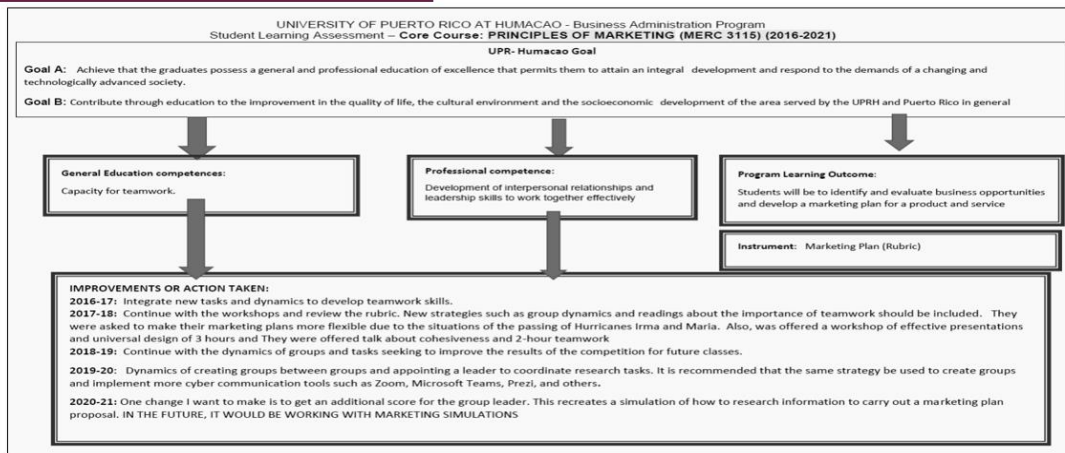 UNIVERSITY OF PUERTO RICO AT HUMACAO - Business Administration Program
Student Learning Assessment – Core Course: PRINCIPLES OF MARKETING (MERC 3115) (2016-2021)
UPR- Humacao Goal
Goal A: Achieve that the graduates possess a general and professional education of excellence that permits them to attain an integral development and respond to the demands of a changing and
technologically advanced society.
Goal B: Contribute through education to the improvement in the quality of life, the cultural environment and the socioeconomic development of the area served by the UPRH and Puerto Rico in general
General Education competences:
Capacity for teamwork.
Professional competence:
Development of interpersonal relationships and
leadership skills to work together effectively
Program Learning Outcome:
Students will be to identify and evaluate business opportunities
and develop a marketing plan for a product and service
Instrument: Marketing Plan (Rubric)
IMPROVEMENTS OR ACTION TAKEN:
2016-17: Integrate new tasks and dynamics to develop teamwork skills.
2017-18: Continue with the workshops and review the rubric. New strategies such as group dynamics and readings about the importance of teamwork should be included. They
were asked to make their marketing plans more flexible due to the situations of the passing of Hurricanes Irma and Maria. Also, was offered a workshop of effective presentations
and universal design of 3 hours and They were offered talk about cohesiveness and 2-hour teamwork
2018-19: Continue with the dynamics of groups and tasks seeking to improve the results of the competition for future classes.
2019-20: Dynamics of creating groups between groups and appointing a leader to coordinate research tasks. It is recommended that the same strategy be used to create groups
and implement more cyber communication tools such as Zoom, Microsoft Teams, Prezi, and others.
2020-21: One change I want to make is to get an additional score for the group leader. This recreates a simulation of how to research information to carry out a marketing plan
proposal. IN THE FUTURE, IT WOULD BE WORKING WITH MARKETING SIMULATIONS